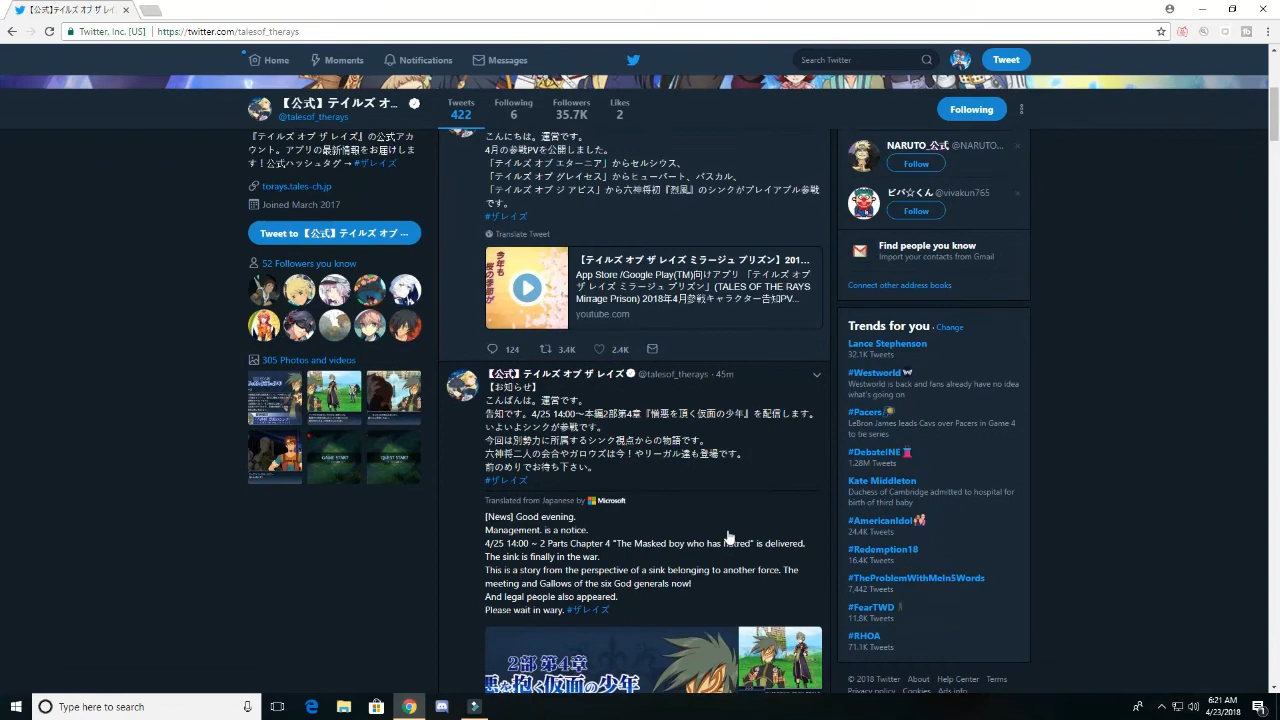 【公式】テイルズ オブ ザ レイ
Twitter, Inc. [US]
https://twitter.com/talesof_therays
Home
Moments
Notifications
Messages
Search Twitter
Tweet
【公式】テイルズ オ...
@talesof_therays
Tweets
422
Following
6
Followers
35.7K
Likes
2
Following
『テイルズ オブ ザ レイズ』の公式アカ
ウント。アプリの最新情報をお届けしま
す！公式ハッシュタグ → #ザレイズ
torays.tales-ch.jp
Joined March 2017
Tweet to 【公式】テイルズ オブ ...
52 Followers you know
305 Photos and videos
GAME START
QUEST START
こんにちは。運営です。
4月の参戦PVを公開しました。
「テイルズ オブ エターニア」からセルシウス、
「テイルズ オブ グレイセス」からヒューバート、パスカル、
「テイルズ オブ ジ アビス」から六神将初『烈風』のシンクがプレイアブル参戦
です。
#ザレイズ
Translate Tweet
【テイルズ オブ ザ レイズ ミラージュ プリズン】201...
App Store /Google Play(TM)向けアプリ 「テイルズ オブ
ザ レイズ ミラージュ プリズン」(TALES OF THE RAYS
Mirrage Prison) 2018年4月参戦キャラクター告知PV...
youtube.com
124
3.4K
2.4K
【公式】テイルズ オブ ザ レイズ
@talesof_therays · 45m
【お知らせ】
こんばんは。運営です。
告知です。4/25 14:00～本編2部第4章「憎悪を抱く仮面の少年」を配信します。
いよいよシンクが参戦です。
今回は別勢力に所属するシンク視点からの物語です。
六神将二人の会合やガロウズは今！リーガル達も登場です。
前のめりでお待ち下さい。
#ザレイズ
Translated from Japanese by Microsoft
[News] Good evening.
Management. is a notice.
4/25 14:00 ~ 2 Parts Chapter 4 "The Masked boy who has hatred" is delivered.
The sink is finally in the war.
This is a story from the perspective of a sink belonging to another force. The
meeting and Gallows of the six God generals now!
And legal people also appeared.
Please wait in wary. #ザレイズ
2部 第4章
悪を抱く仮面の少年
NARUTO_公式 @NARUTO...
Follow
ビバ☆くん @vivakun765
Follow
Find people you know
Import your contacts from Gmail
Connect other address books
Trends for you · Change
Lance Stephenson
32.1K Tweets
#Westworld
Westworld is back and fans already have no idea
what's going on
#Pacers
LeBron James leads Cavs over Pacers in Game 4
to tie series
#DebateINE
1.28M Tweets
Kate Middleton
Duchess of Cambridge admitted to hospital for
birth of third baby
#AmericanIdol
24.4K Tweets
#Redemption18
16.4K Tweets
#TheProblemWithMeIn5Words
7,442 Tweets
#FearTWD
11.8K Tweets
#RHOA
71.1K Tweets
© 2018 Twitter About Help Center Terms
Privacy policy Cookies Ads info
Type here to search
6:21 AM
4/23/2018